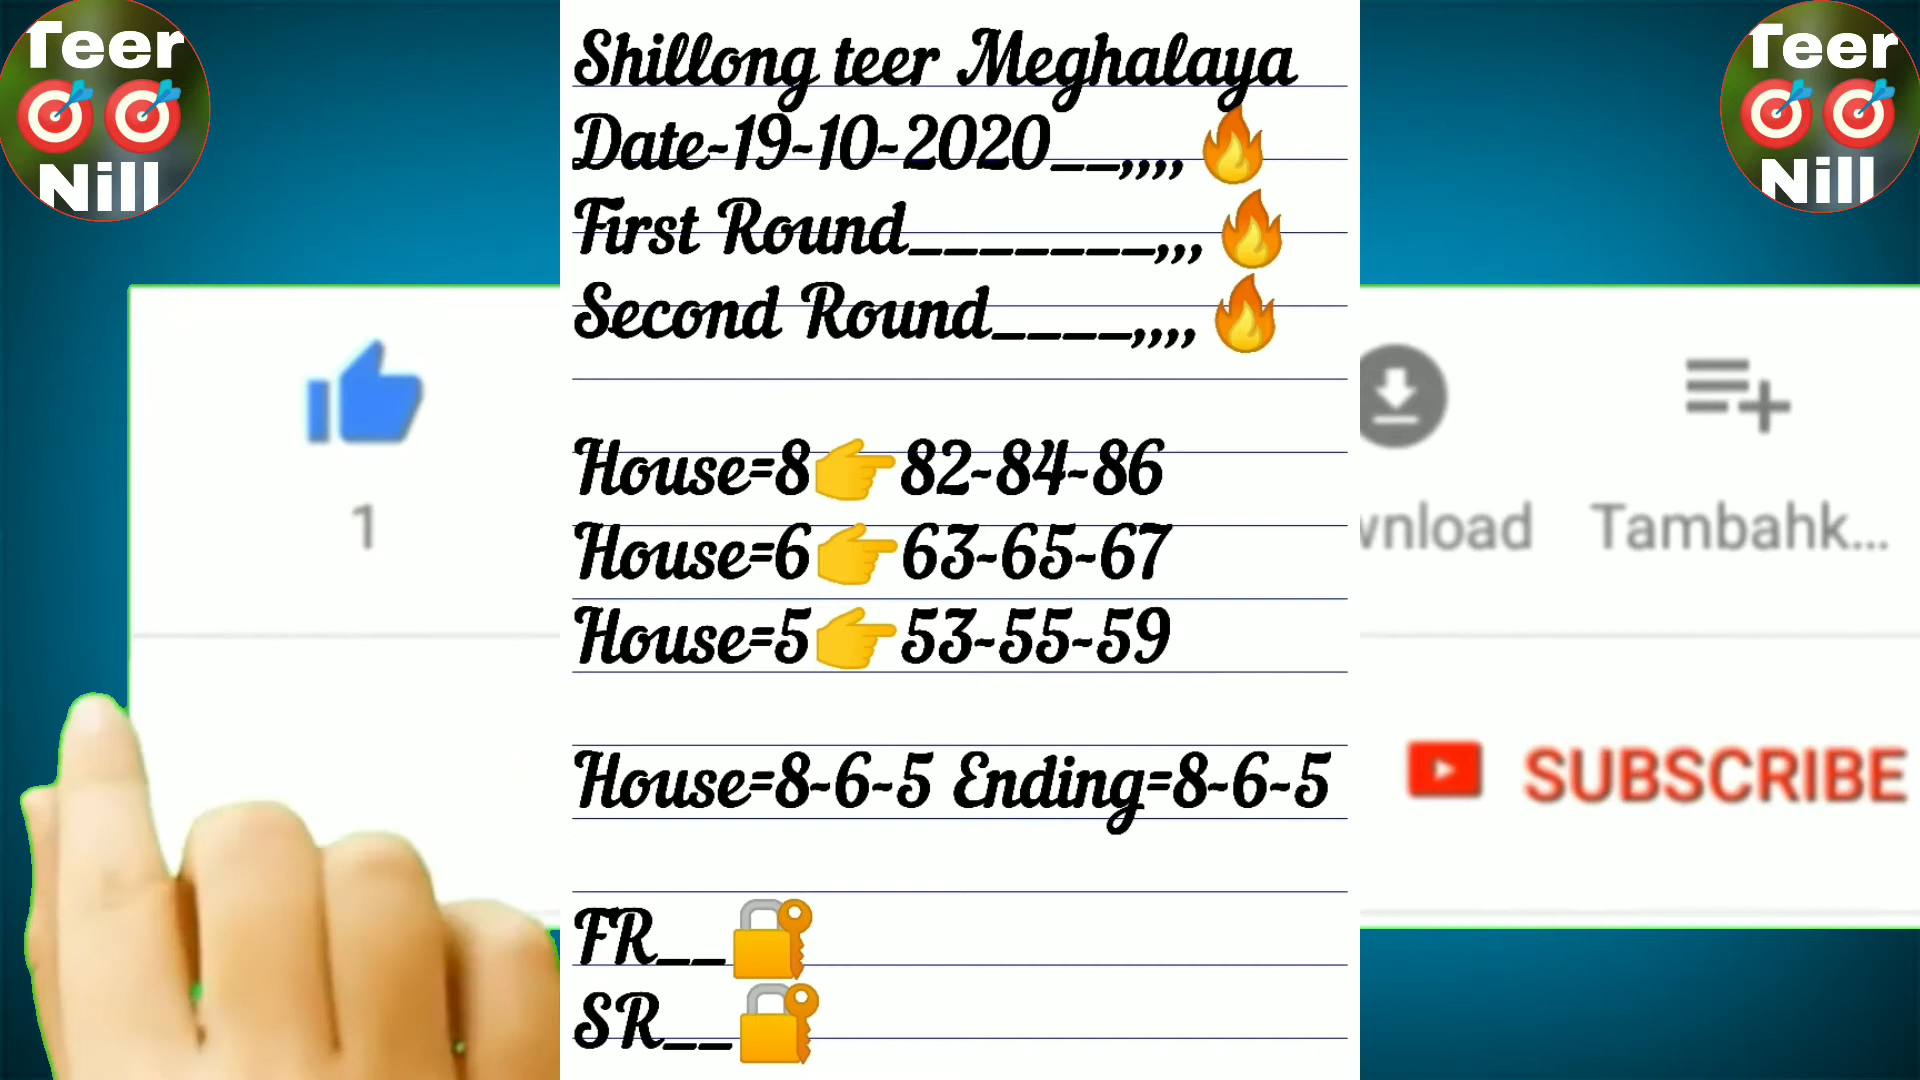 Teer
Nill
Shillong teer Meghalaya
Date-19-10-2020__,,,,🔥
First Round_______,,,🔥
Second Round____,,,,🔥
House=8👉82-84-86
House=6👉63-65-67
House=5👉53-55-59
House=8-6-5 Ending=8-6-5
FR__🔐
SR__🔐
1
wnload
Tambahk...
SUBSCRIBE
Teer
Nill